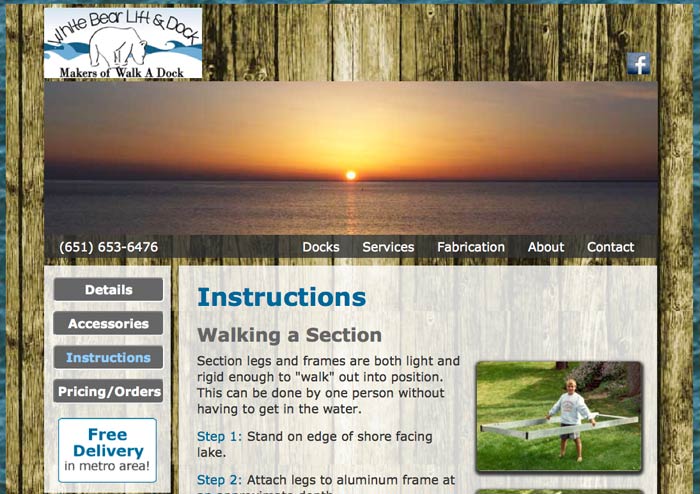 White Bear Lift & Dock
Makers of Walk A Dock
f
(651) 653-6476
Docks
Services
Fabrication
About
Contact
Details
Accessories
Instructions
Pricing/Orders
Free
Delivery
in metro area!
Instructions
Walking a Section
Section legs and frames are both light and
rigid enough to "walk" out into position.
This can be done by one person without
having to get in the water.
Step 1: Stand on edge of shore facing
lake.
Step 2: Attach legs to aluminum frame at
an approximate depth